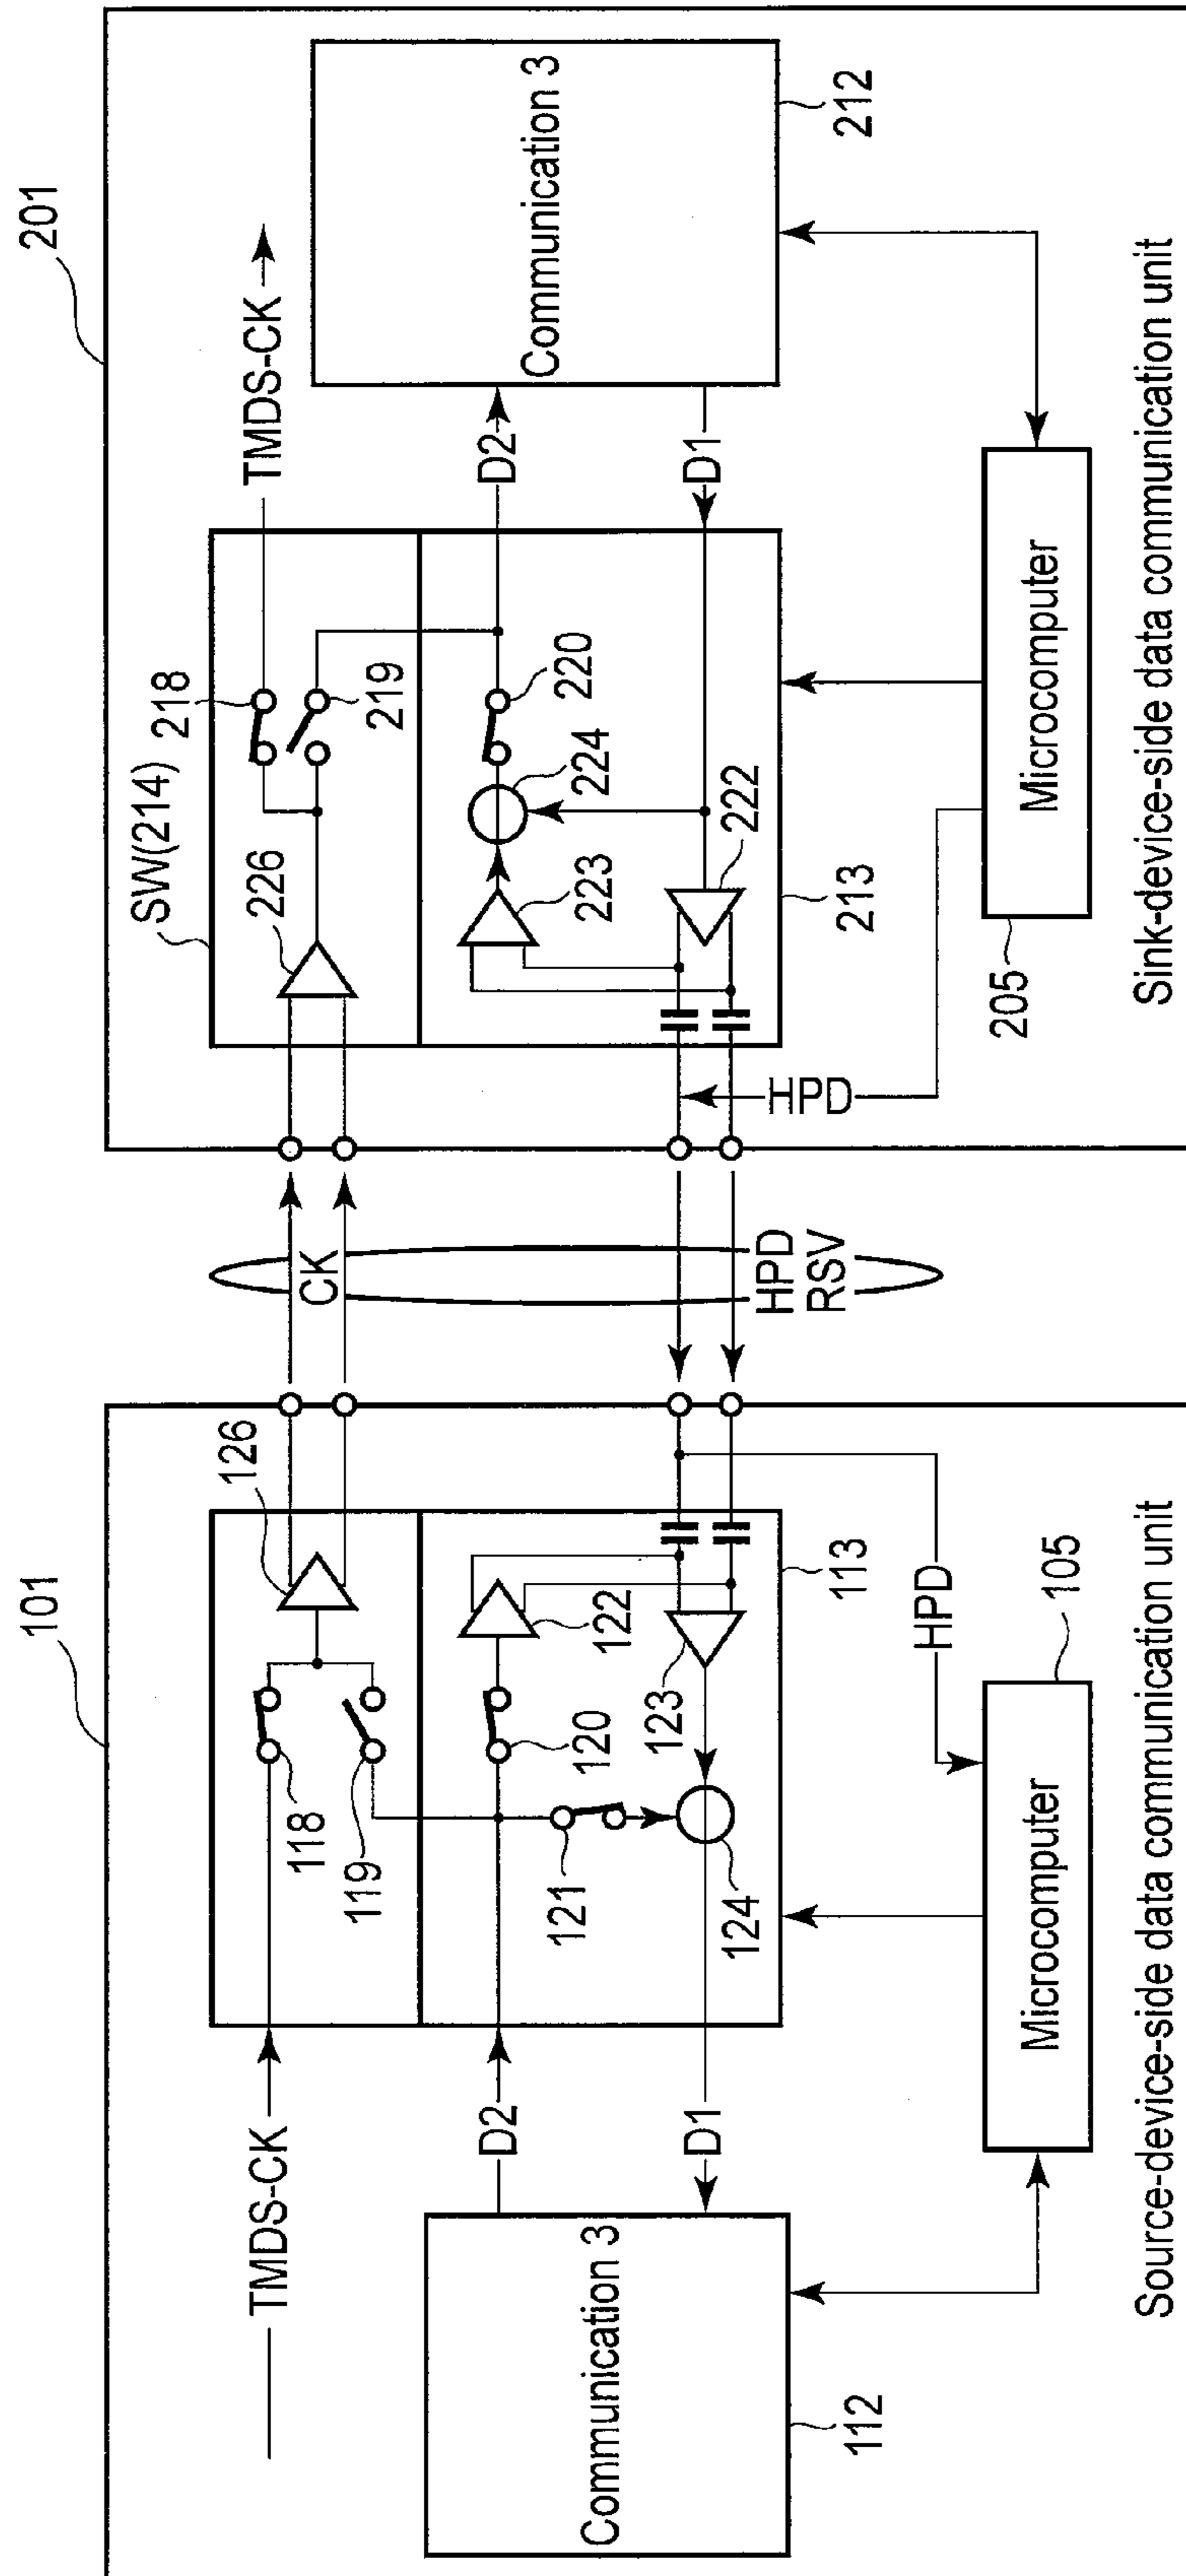 101
TMDS-CK
118
119
126
D2
120
122
121
123
D1
124
113
Communication 3
112
HPD
105
Microcomputer
Source-device-side data communication unit
CK
HPD
RSV
201
SW(214)
218
TMDS-CK
226
219
D2
220
224
223
D1
222
213
Communication 3
212
HPD
205
Microcomputer
Sink-device-side data communication unit